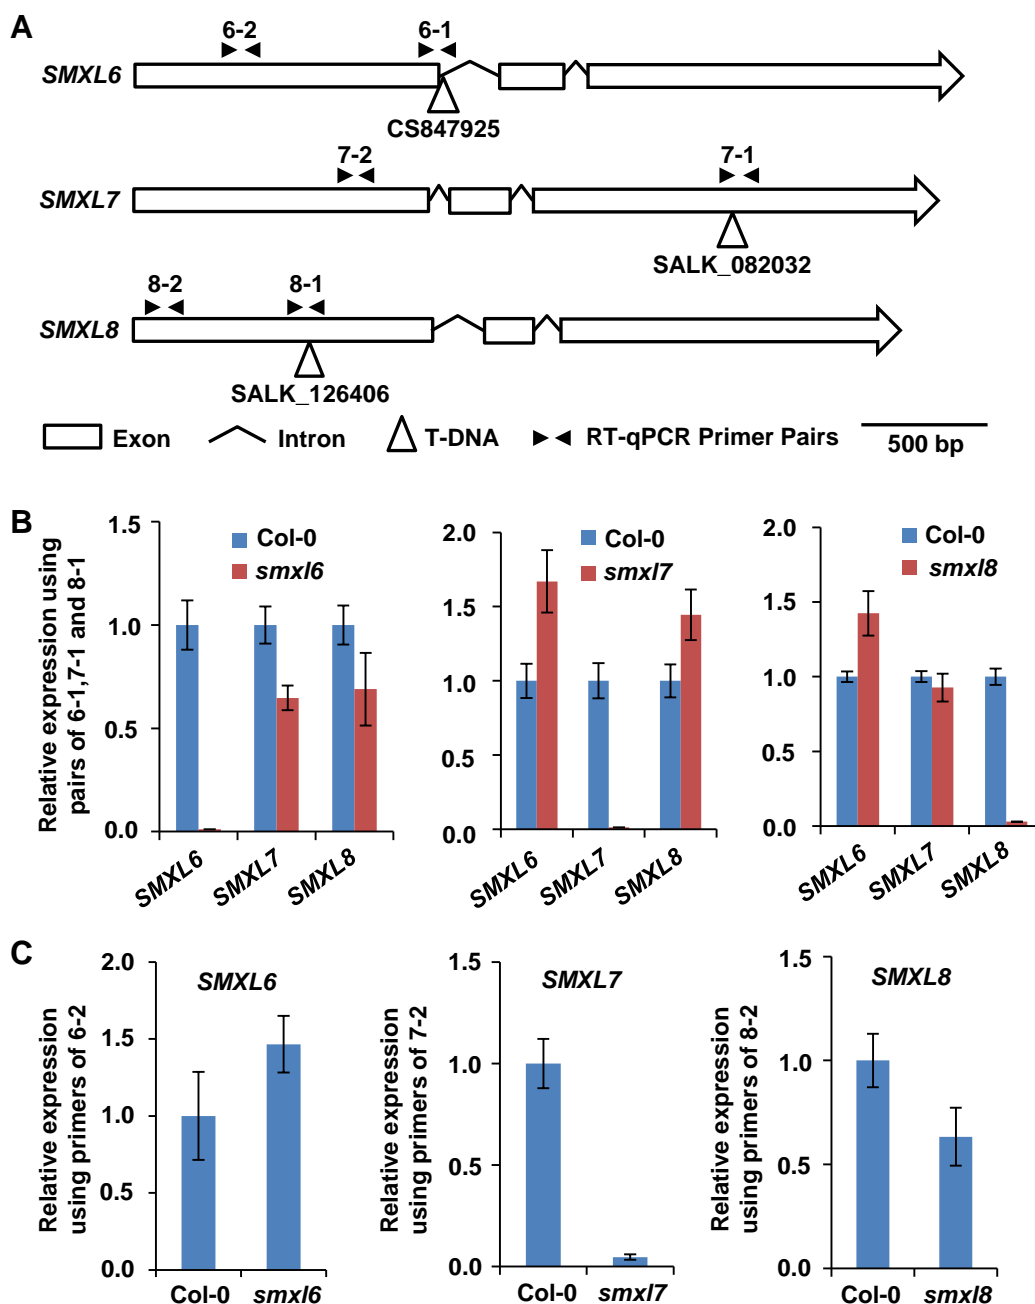 A
6-2 6-1
SMXL6
CS847925
7-2 7-1
SMXL7
SALK_082032
8-2 8-1
SMXL8
SALK_126406
Exon Intron T-DNA RT-qPCR Primer Pairs 500 bp
B
Relative expression using
pairs of 6-1,7-1 and 8-1
1.5
1.0
0.5
0.0
Col-0
smxl6
SMXL6 SMXL7 SMXL8
2.0
1.5
1.0
0.5
0.0
Col-0
smxl7
SMXL6 SMXL7 SMXL8
2.0
1.5
1.0
0.5
0.0
Col-0
smxl8
SMXL6 SMXL7 SMXL8
C
Relative expression
using primers of 6-2
2.0
1.5
1.0
0.5
0.0
SMXL6
Col-0 smxl6
Relative expression
using primers of 7-2
1.5
1.0
0.5
0.0
SMXL7
Col-0 smxl7
Relative expression
using primers of 8-2
1.5
1.0
0.5
0.0
SMXL8
Col-0 smxl8